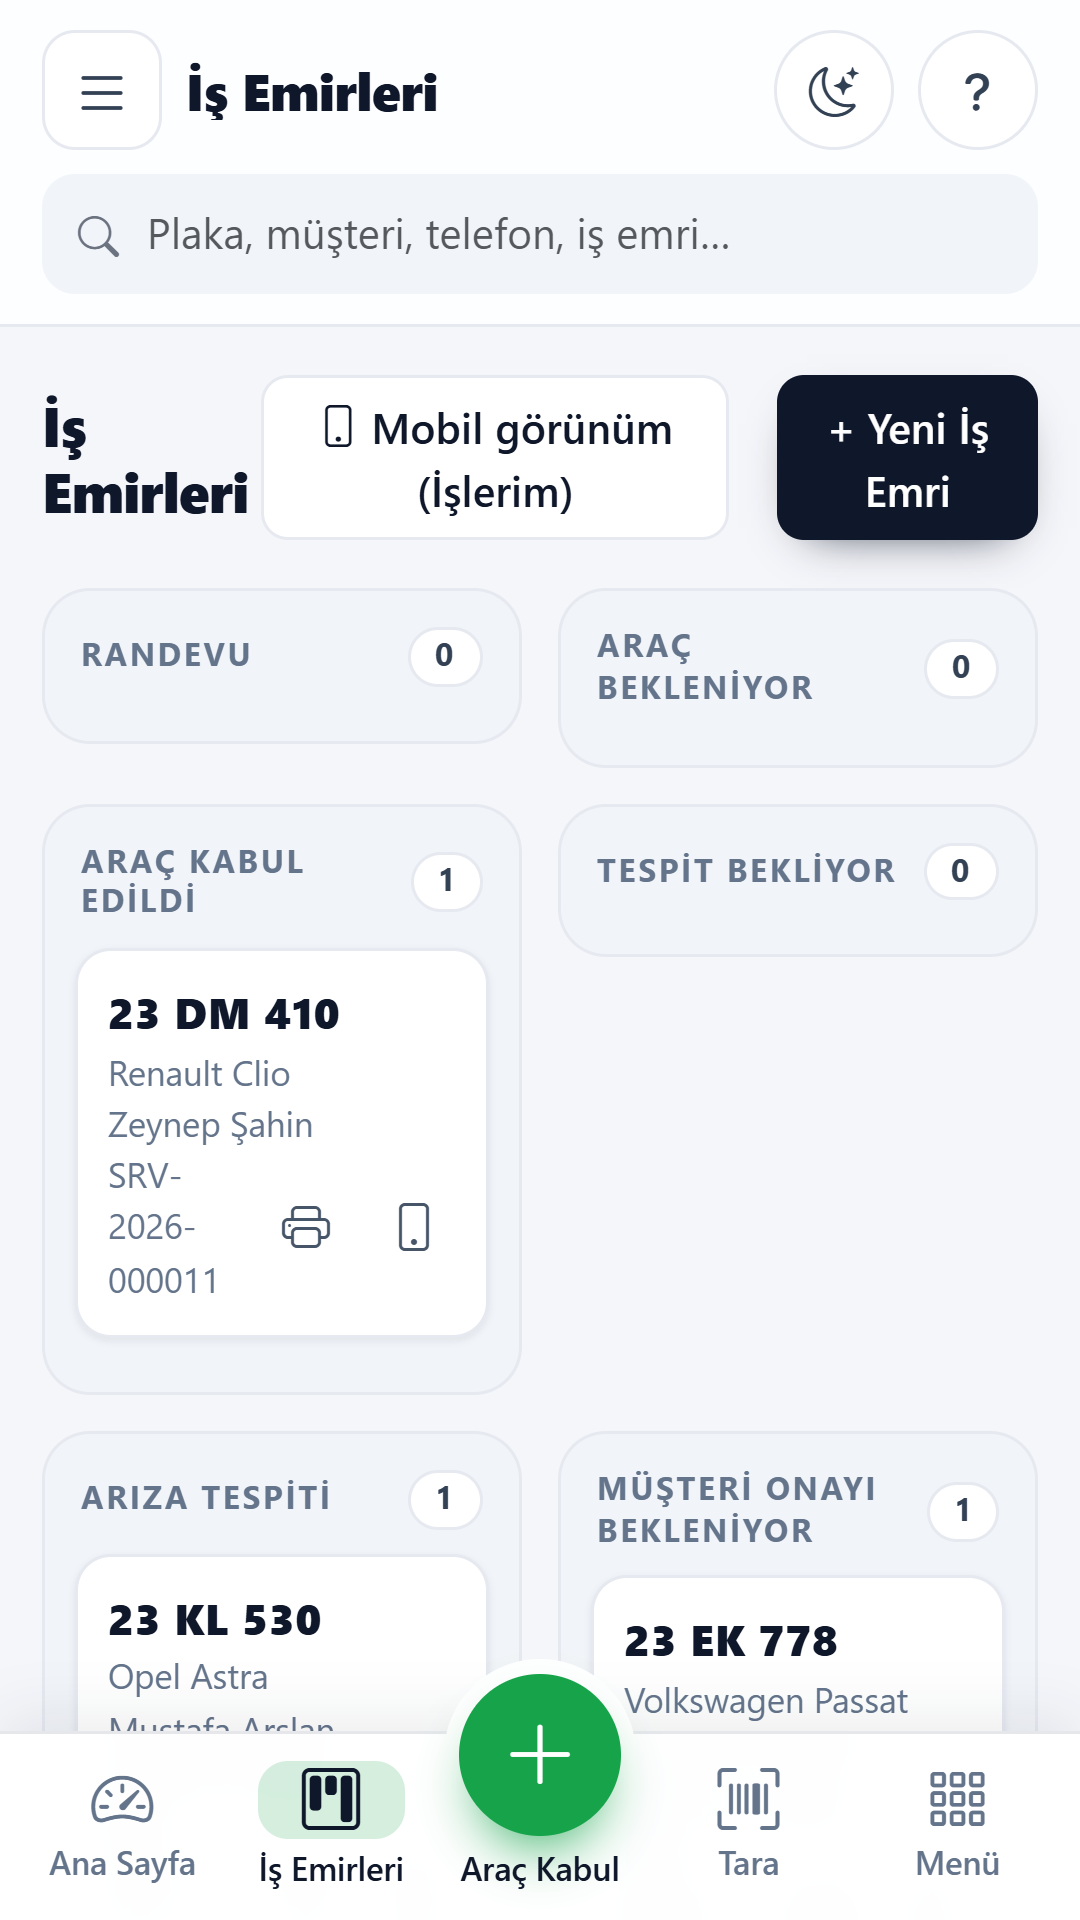 İş Emirleri
?
Plaka, müşteri, telefon, iş emri...
İş
Emirleri
Mobil görünüm
(İşlerim)
+ Yeni İş
Emri
RANDEVU
0
ARAÇ
BEKLENİYOR
0
ARAÇ KABUL
EDİLDİ
1
TESPİT BEKLİYOR
0
23 DM 410
Renault Clio
Zeynep Şahin
SRV-
2026-
000011
ARIZA TESPİTİ
1
MÜŞTERİ ONAYI
BEKLENİYOR
1
23 KL 530
Opel Astra
Mustafa Arslan
23 EK 778
Volkswagen Passat
Ana Sayfa
İş Emirleri
Araç Kabul
Tara
Menü